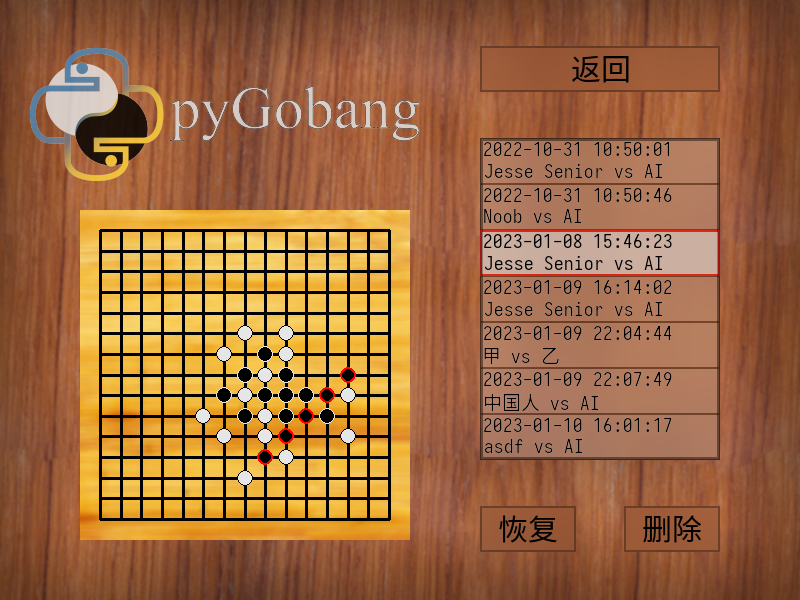 pyGobang
返回
2022-10-31 10:50:01
Jesse Senior vs AI
2022-10-31 10:50:46
Noob vs AI
2023-01-08 15:46:23
Jesse Senior vs AI
2023-01-09 16:14:02
Jesse Senior vs AI
2023-01-09 22:04:44
甲 vs 乙
2023-01-09 22:07:49
中国人 vs AI
2023-01-10 16:01:17
asdf vs AI
恢复
删除